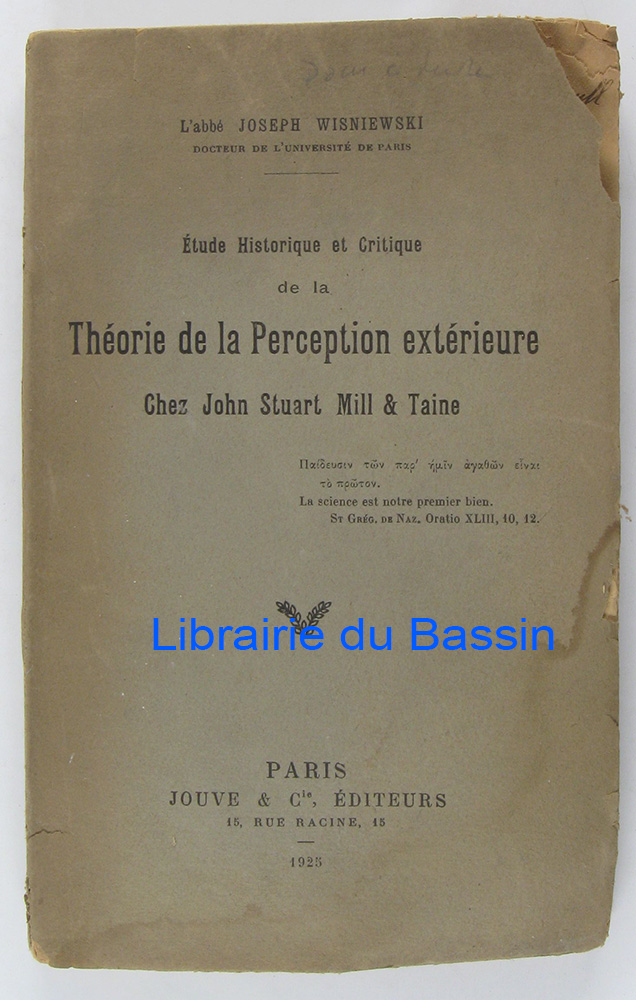 L'abbé JOSEPH WISNIEWSKI
DOCTEUR DE L'UNIVERSITÉ DE PARIS
Étude Historique et Critique
de la
Théorie de la Perception extérieure
Chez John Stuart Mill & Taine
Παίδευσιν τῶν παρ' ἡμῖν ἀγαθῶν εἶναι
τὸ πρῶτον.
La science est notre premier bien.
ST GRÉG. DE NAZ. Oratio XLIII, 10, 12.
Librairie du Bassin
PARIS
JOUVE & Cie, ÉDITEURS
15, RUE RACINE, 15
1925